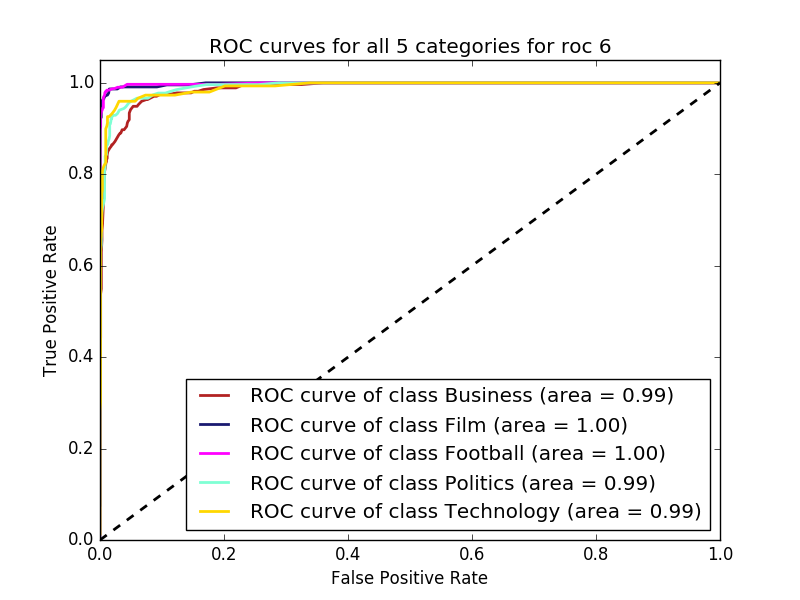 ROC curves for all 5 categories for roc 6
1.0
0.8
0.6
0.4
0.2
0.0
True Positive Rate
ROC curve of class Business (area = 0.99)
ROC curve of class Film (area = 1.00)
ROC curve of class Football (area = 1.00)
ROC curve of class Politics (area = 0.99)
ROC curve of class Technology (area = 0.99)
0.0 0.2 0.4 0.6 0.8 1.0
False Positive Rate